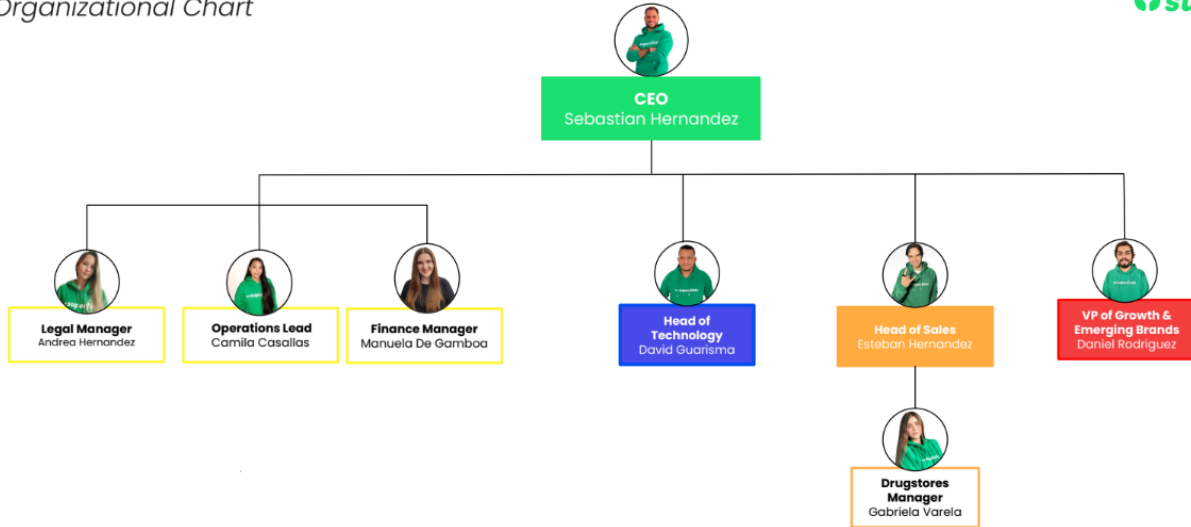 Organizational Chart
CEO
Sebastian Hernandez
Legal Manager
Andrea Hernandez
Operations Lead
Camila Casallas
Finance Manager
Manuela De Gamboa
Head of
Technology
David Guarisma
Head of Sales
Esteban Hernandez
VP of Growth &
Emerging Brands
Daniel Rodriguez
Drugstores
Manager
Gabriela Varela